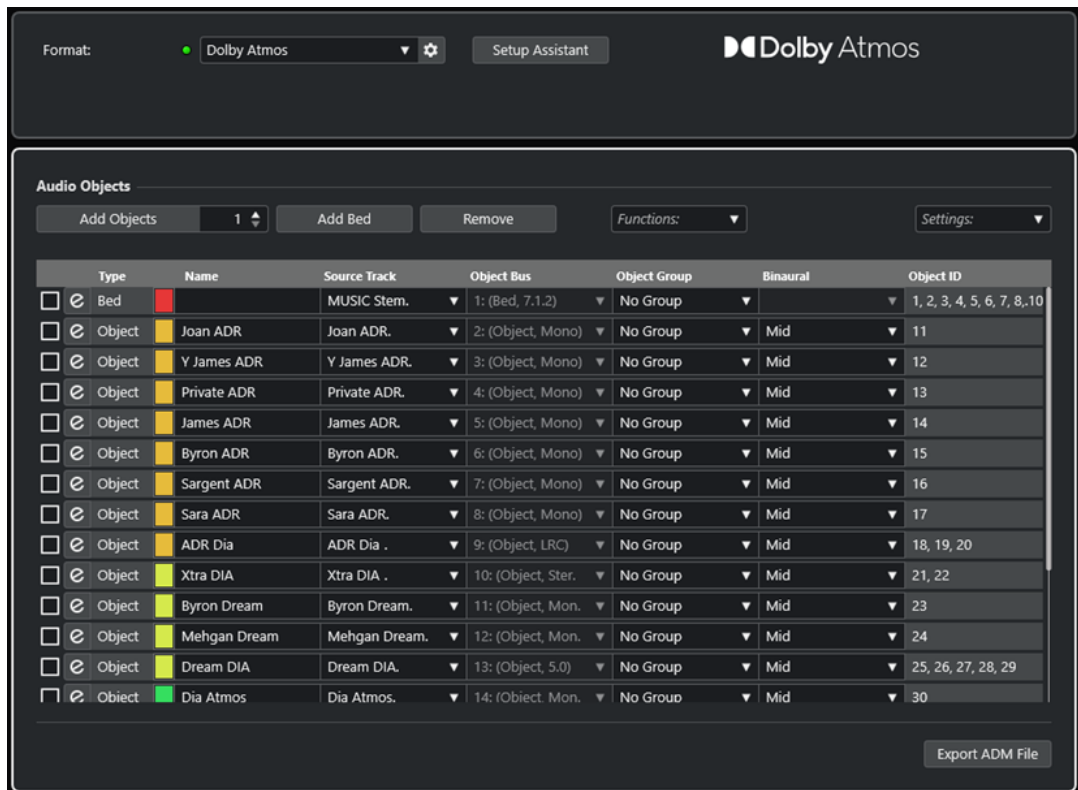 Format: Dolby Atmos Setup Assistant Dolby Atmos
Audio Objects
Add Objects 1 Add Bed Remove Functions: Settings:
Type Name Source Track Object Bus Object Group Binaural Object ID
e Bed MUSIC Stem. 1: (Bed, 7.1.2) No Group 1, 2, 3, 4, 5, 6, 7, 8,.10
e Object Joan ADR Joan ADR. 2: (Object, Mono) No Group Mid 11
e Object Y James ADR Y James ADR. 3: (Object, Mono) No Group Mid 12
e Object Private ADR Private ADR. 4: (Object, Mono) No Group Mid 13
e Object James ADR James ADR. 5: (Object, Mono) No Group Mid 14
e Object Byron ADR Byron ADR. 6: (Object, Mono) No Group Mid 15
e Object Sargent ADR Sargent ADR. 7: (Object, Mono) No Group Mid 16
e Object Sara ADR Sara ADR. 8: (Object, Mono) No Group Mid 17
e Object ADR Dia ADR Dia . 9: (Object, LRC) No Group Mid 18, 19, 20
e Object Xtra DIA Xtra DIA . 10: (Object, Ster. No Group Mid 21, 22
e Object Byron Dream Byron Dream. 11: (Object, Mon. No Group Mid 23
e Object Mehgan Dream Mehgan Dream. 12: (Object, Mon. No Group Mid 24
e Object Dream DIA Dream DIA. 13: (Object, 5.0) No Group Mid 25, 26, 27, 28, 29
e Object Dia Atmos Dia Atmos. 14: (Object, Mon. No Group Mid 30
Export ADM File